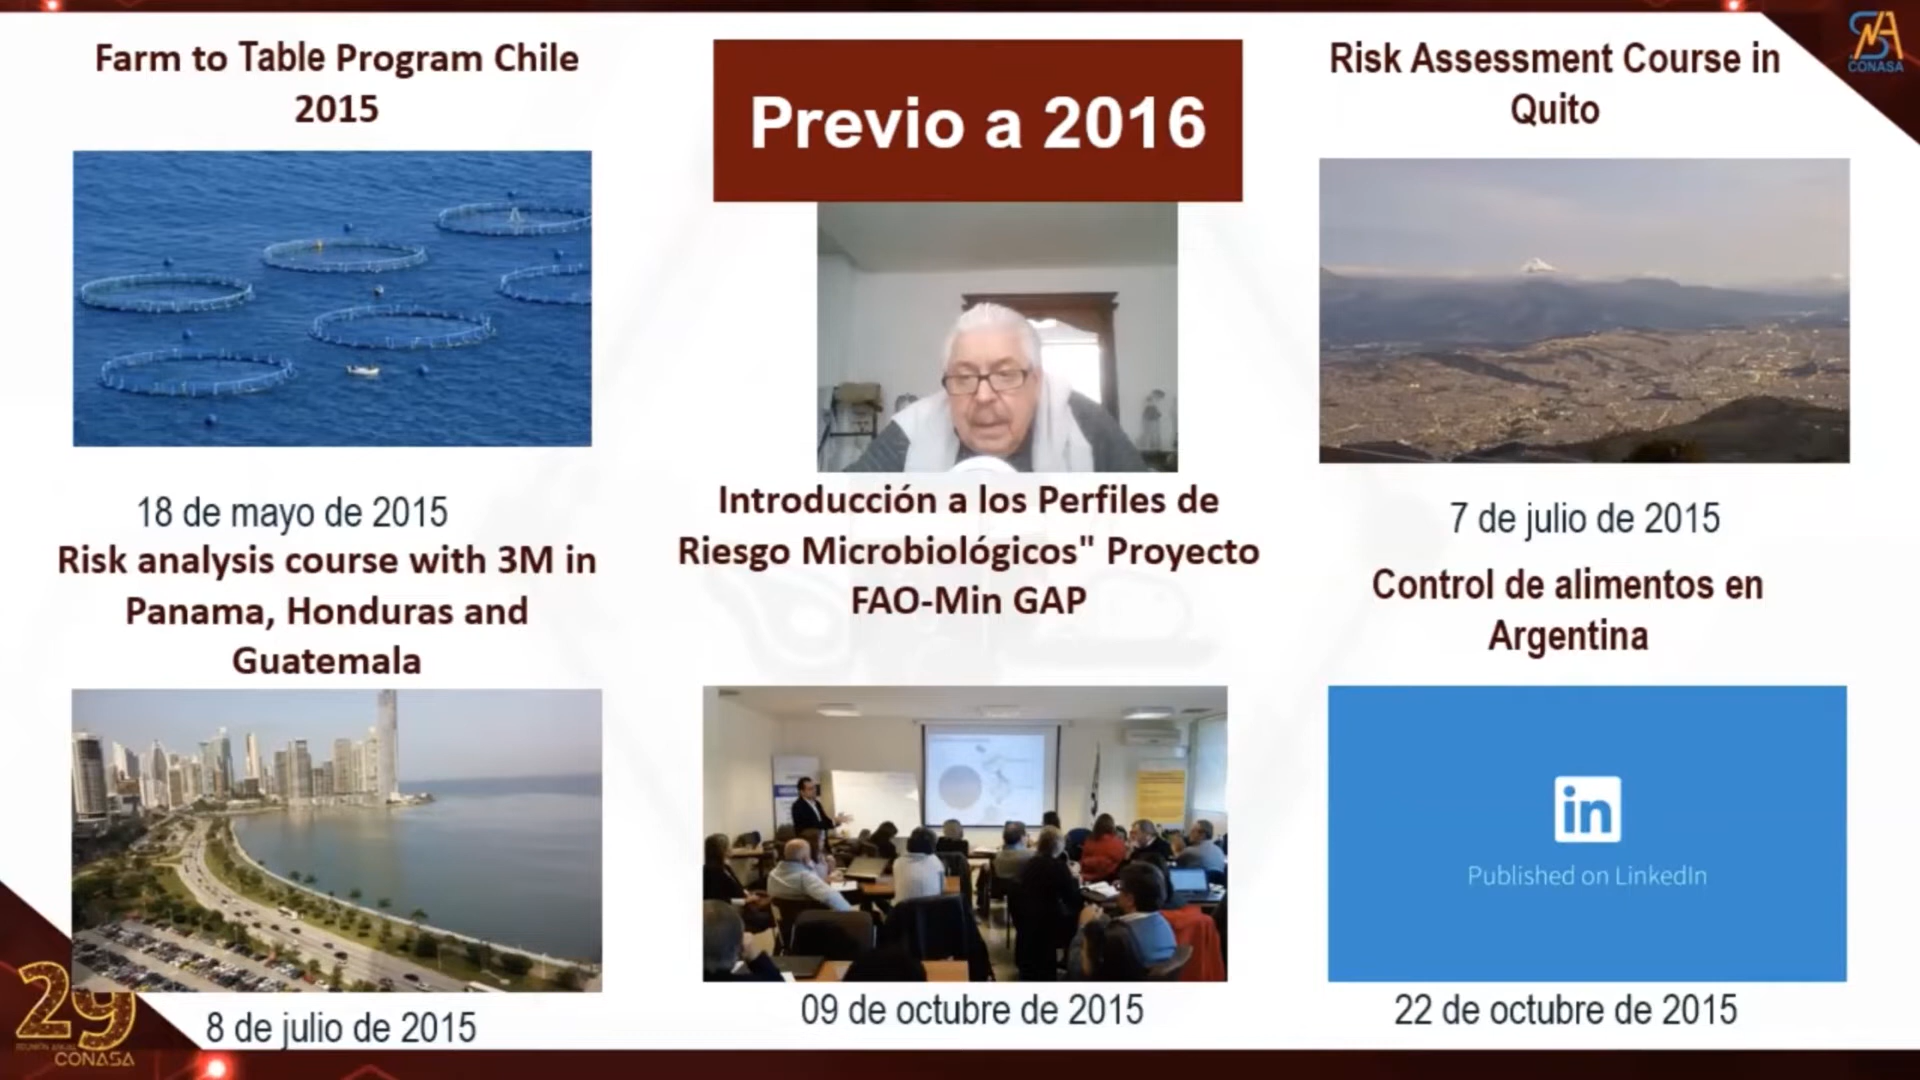 Farm to Table Program Chile
2015
18 de mayo de 2015
Risk analysis course with 3M in
Panama, Honduras and
Guatemala
8 de julio de 2015
Previo a 2016
Introducción a los Perfiles de
Riesgo Microbiológicos" Proyecto
FAO-Min GAP
09 de octubre de 2015
Risk Assessment Course in
Quito
7 de julio de 2015
Control de alimentos en
Argentina
in
Published on LinkedIn
22 de octubre de 2015
CONASA
29
REUNIÓN ANUAL
CONASA